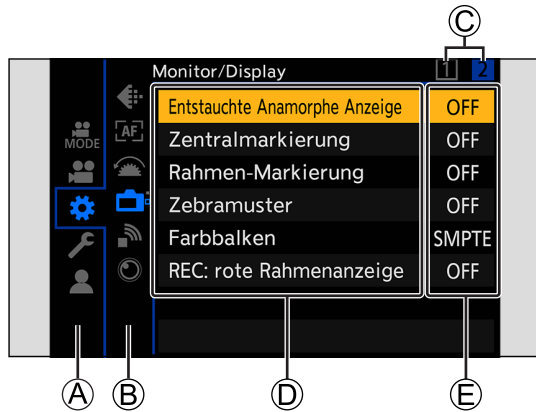 C
Monitor/Display 1 2
Entstauchte Anamorphe Anzeige OFF
AF
Zentralmarkierung OFF
MODE
Rahmen-Markierung OFF
Zebramuster OFF
Farbbalken SMPTE
REC: rote Rahmenanzeige OFF
A B D E